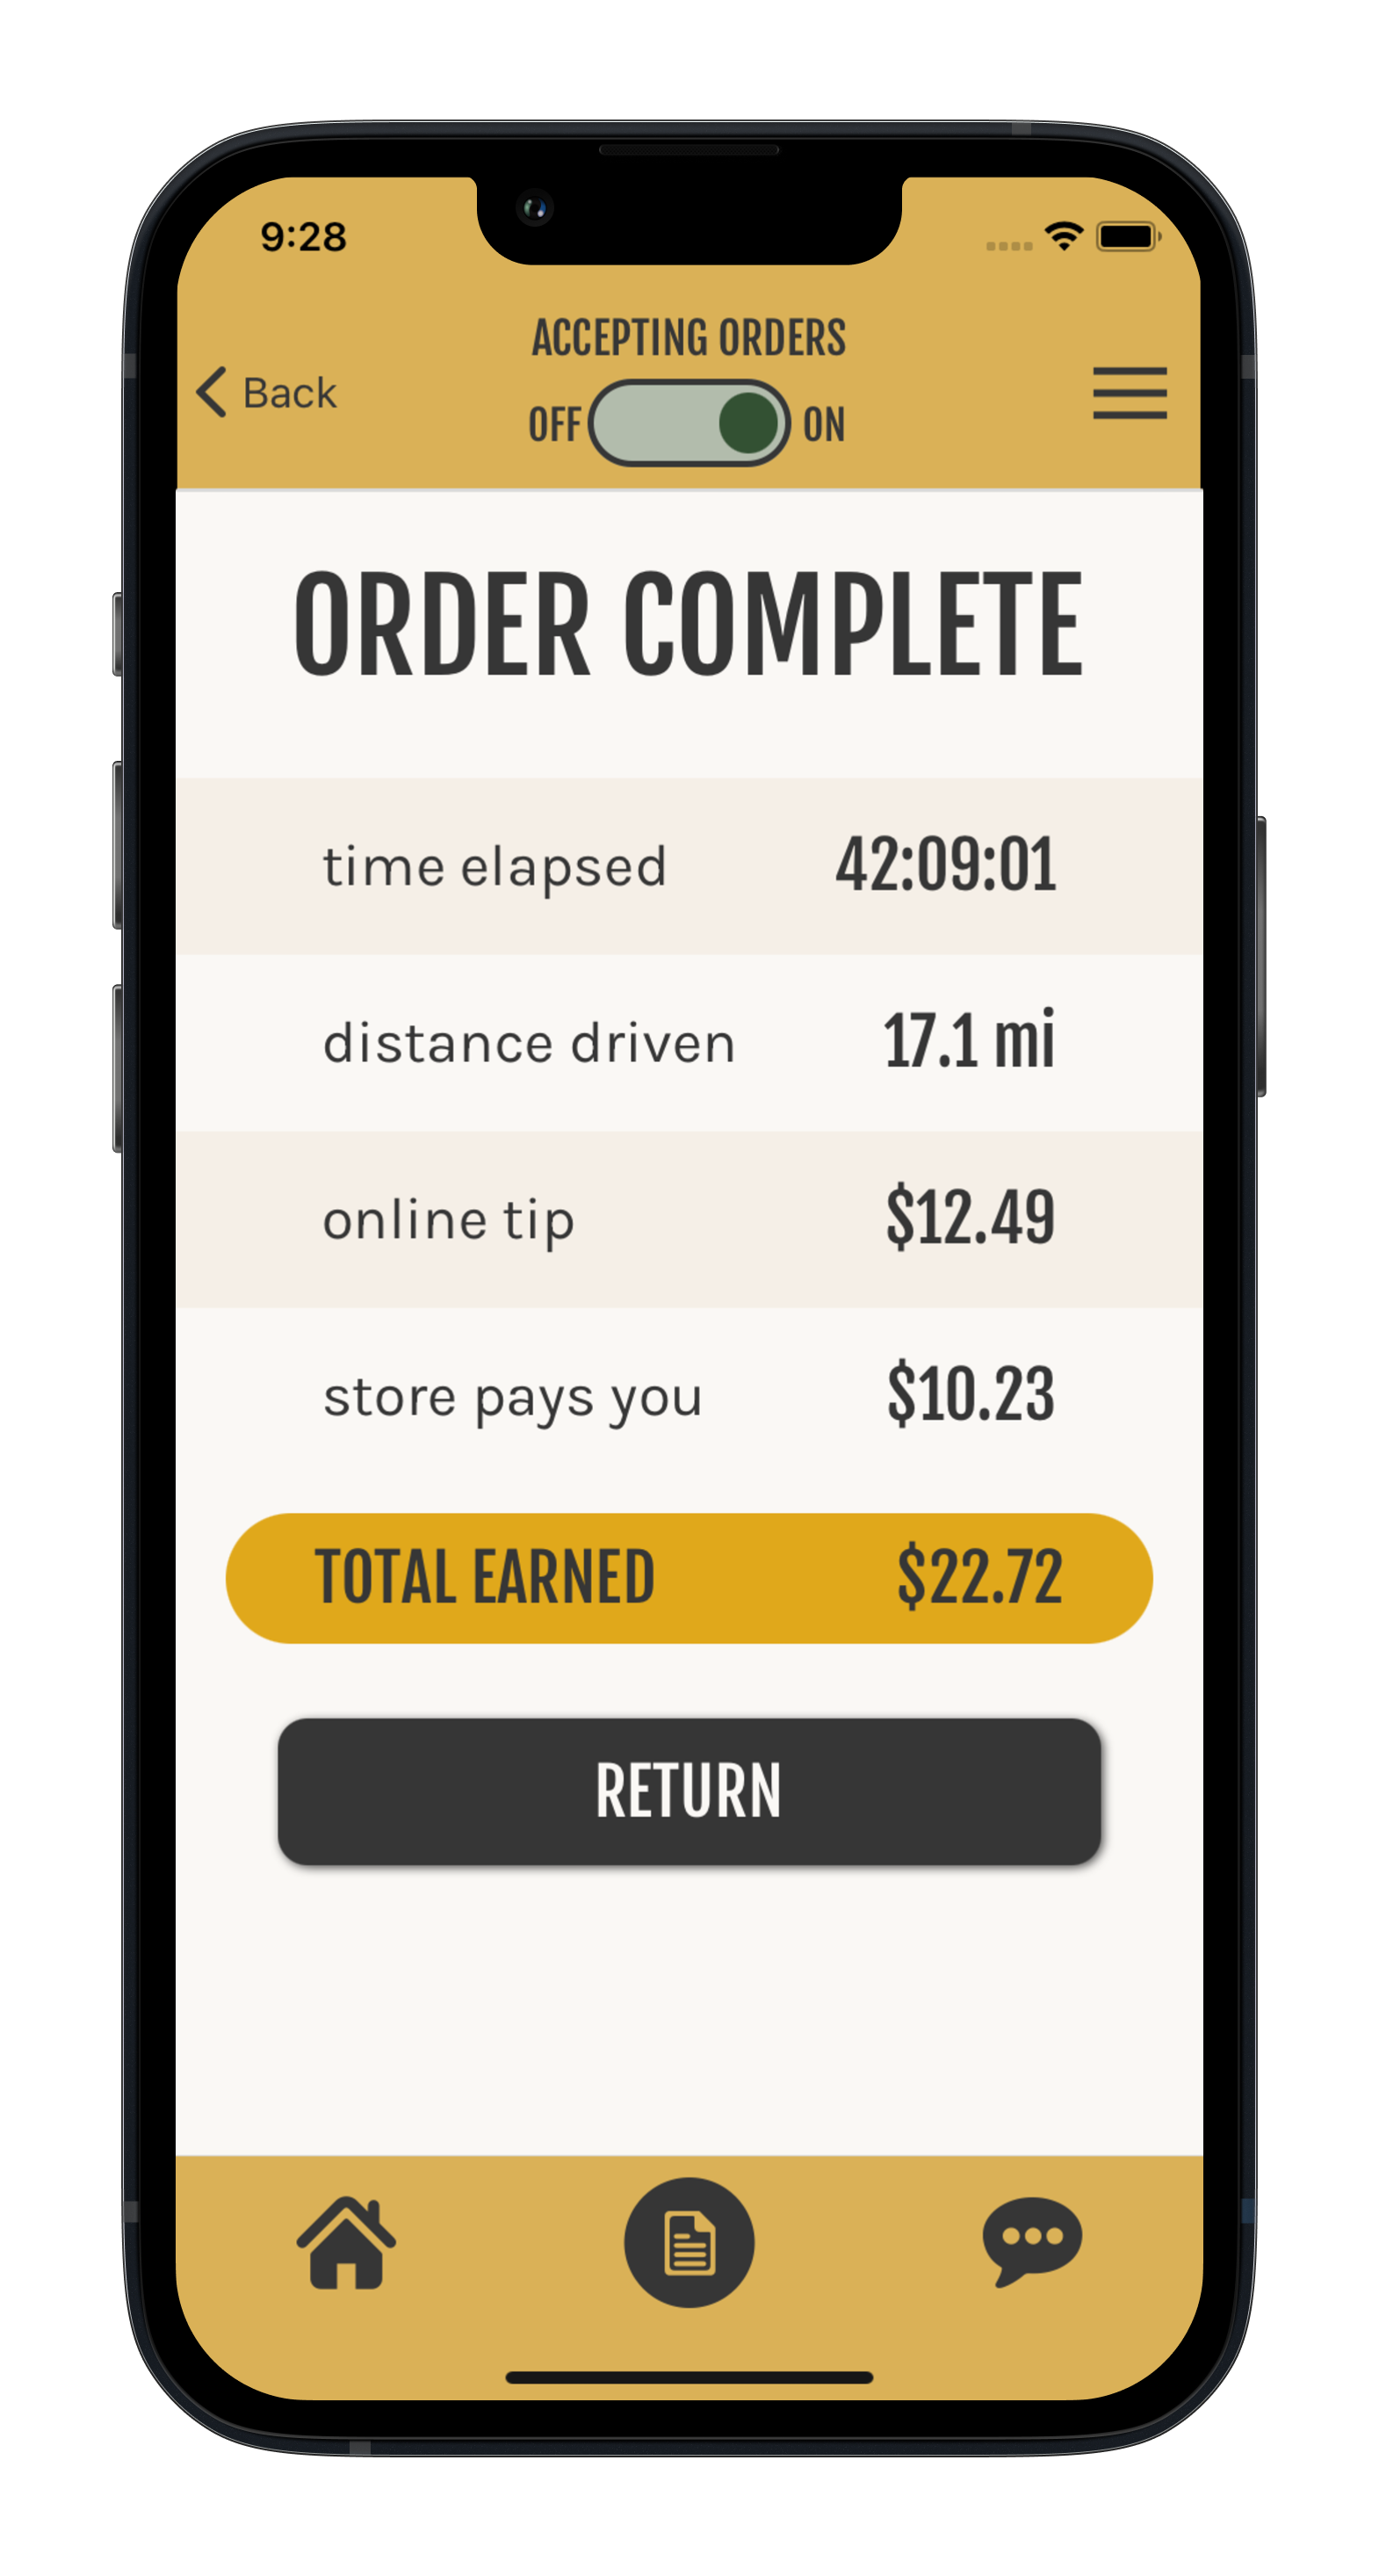 9:28
ACCEPTING ORDERS
Back
OFF ON
ORDER COMPLETE
time elapsed 42:09:01
distance driven 17.1 mi
online tip $12.49
store pays you $10.23
TOTAL EARNED $22.72
RETURN